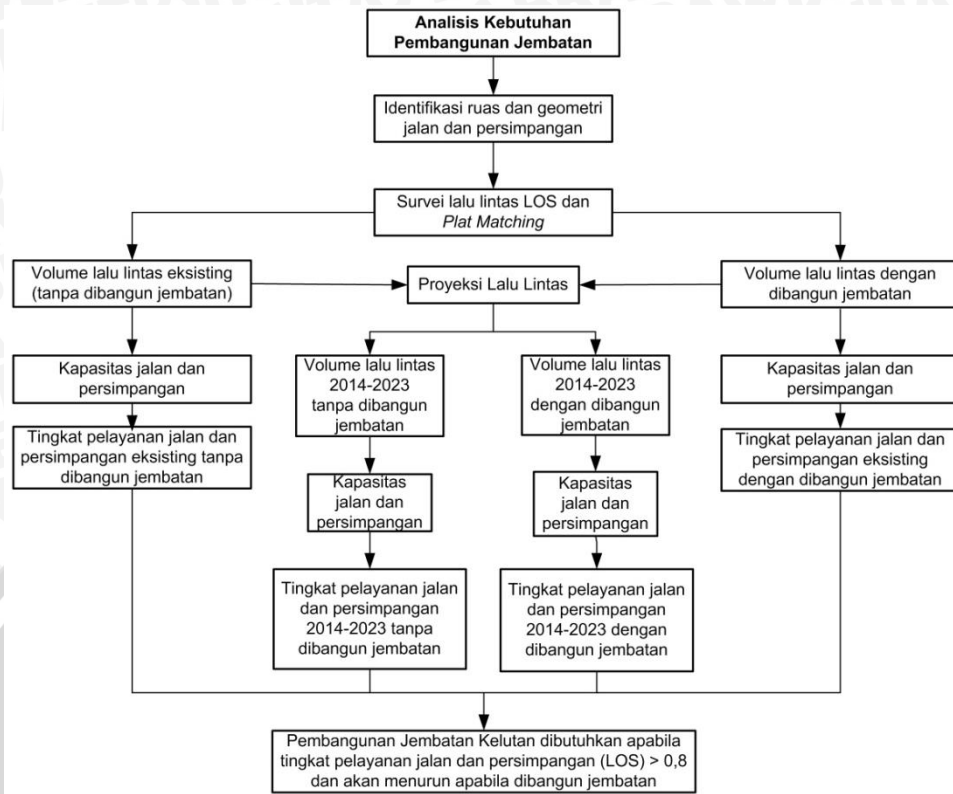 Analisis Kebutuhan
Pembangunan Jembatan
Identifikasi ruas dan geometri
jalan dan persimpangan
Survei lalu lintas LOS dan
Plat Matching
Volume lalu lintas eksisting
(tanpa dibangun jembatan)
Proyeksi Lalu Lintas
Volume lalu lintas dengan
dibangun jembatan
Kapasitas jalan dan
persimpangan
Volume lalu lintas
2014-2023
tanpa dibangun
jembatan
Volume lalu lintas
2014-2023
dengan dibangun
jembatan
Kapasitas jalan dan
persimpangan
Tingkat pelayanan jalan dan
persimpangan eksisting tanpa
dibangun jembatan
Kapasitas
jalan dan
persimpangan
Kapasitas
jalan dan
persimpangan
Tingkat pelayanan jalan dan
persimpangan eksisting
dengan dibangun jembatan
Tingkat pelayanan jalan
dan persimpangan
2014-2023 tanpa
dibangun jembatan
Tingkat pelayanan jalan
dan persimpangan
2014-2023 dengan
dibangun jembatan
Pembangunan Jembatan Kelutan dibutuhkan apabila
tingkat pelayanan jalan dan persimpangan (LOS) > 0,8
dan akan menurun apabila dibangun jembatan